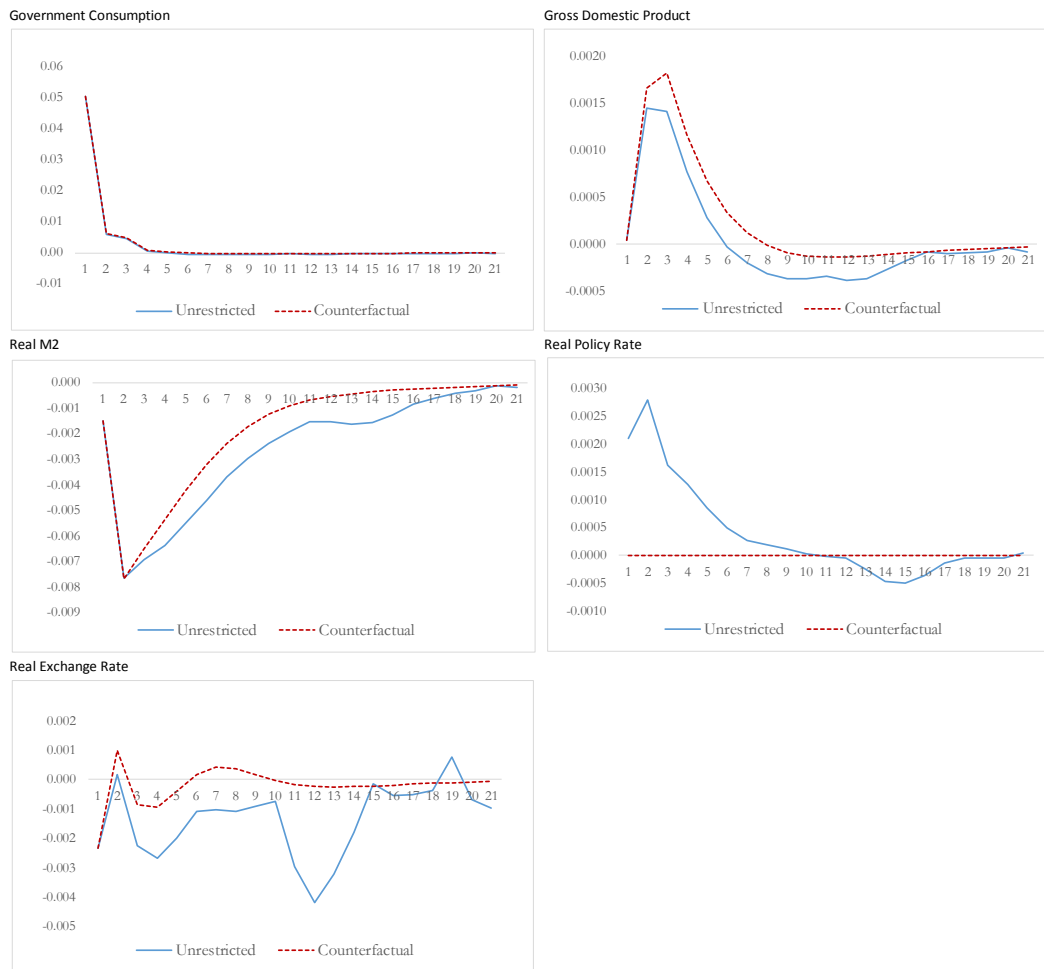 Government Consumption
0.06
0.05
0.04
0.03
0.02
0.01
0.00
-0.01
1 2 3 4 5 6 7 8 9 10 11 12 13 14 15 16 17 18 19 20 21
Unrestricted Counterfactual
Gross Domestic Product
0.0020
0.0015
0.0010
0.0005
0.0000
-0.0005
1 2 3 4 5 6 7 8 9 10 11 12 13 14 15 16 17 18 19 20 21
Unrestricted Counterfactual
Real M2
0.000
-0.001
-0.002
-0.003
-0.004
-0.005
-0.006
-0.007
-0.008
-0.009
1 2 3 4 5 6 7 8 9 10 11 12 13 14 15 16 17 18 19 20 21
Unrestricted Counterfactual
Real Policy Rate
0.0030
0.0025
0.0020
0.0015
0.0010
0.0005
0.0000
-0.0005
-0.0010
1 2 3 4 5 6 7 8 9 10 11 12 13 14 15 16 17 18 19 20 21
Unrestricted Counterfactual
Real Exchange Rate
0.002
0.001
0.000
-0.001
-0.002
-0.003
-0.004
-0.005
1 2 3 4 5 6 7 8 9 10 11 12 13 14 15 16 17 18 19 20 21
Unrestricted Counterfactual